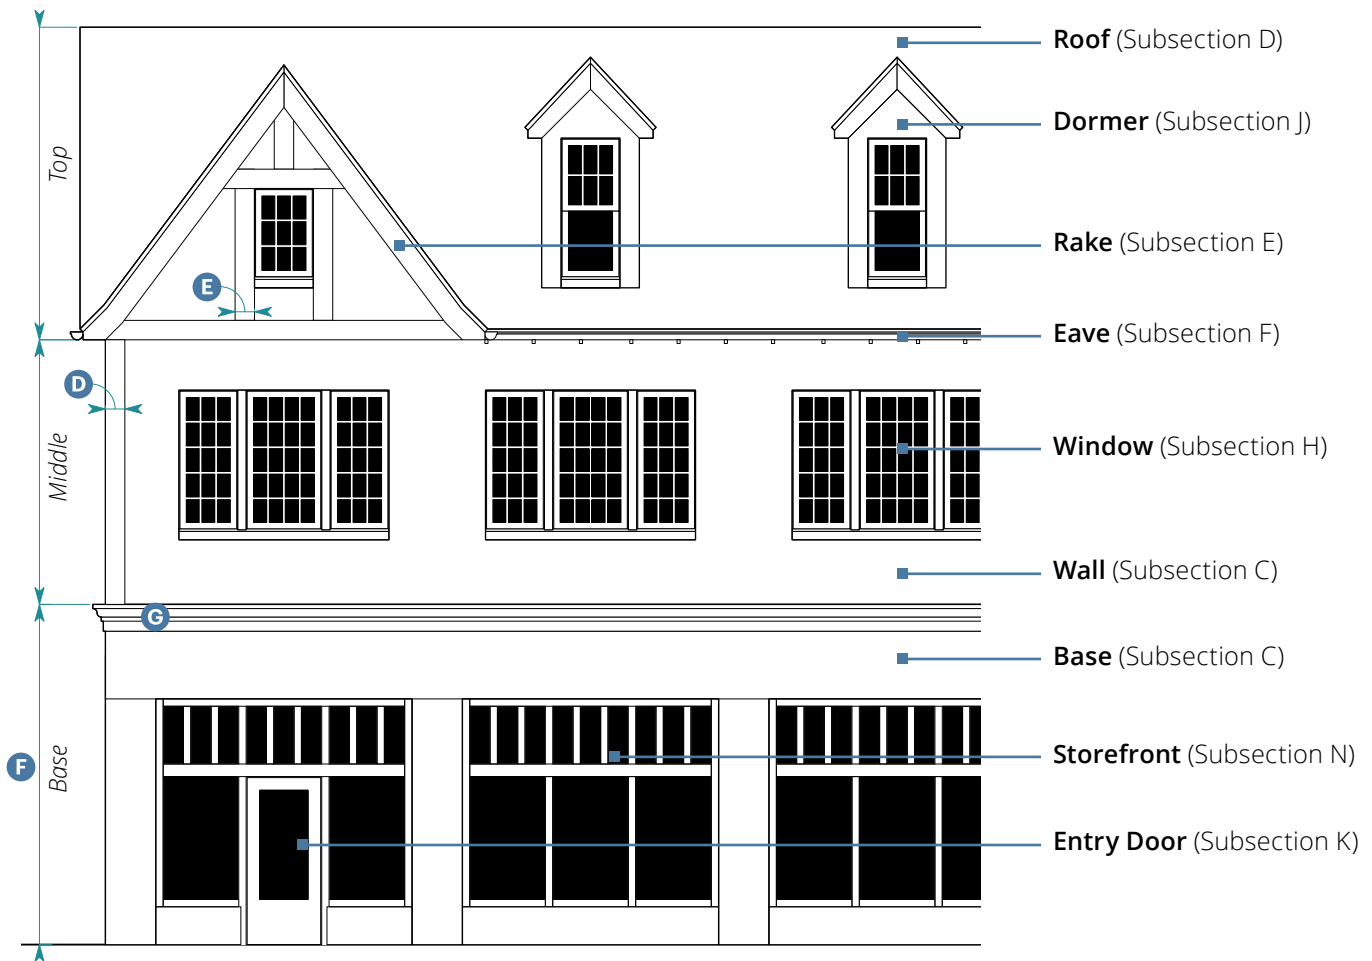 Roof (Subsection D)
Dormer (Subsection J)
Top
Rake (Subsection E)
E
Eave (Subsection F)
D
Middle
Window (Subsection H)
Wall (Subsection C)
G
Base (Subsection C)
F
Base
Storefront (Subsection N)
Entry Door (Subsection K)